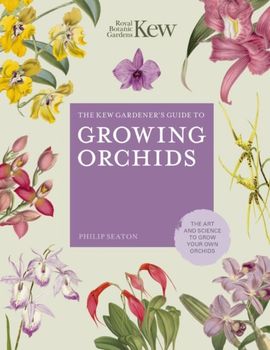 Royal
Botanic
Gardens
Kew
THE KEW GARDENER'S GUIDE TO
GROWING
ORCHIDS
PHILIP SEATON
THE ART
AND SCIENCE
TO GROW
YOUR OWN
ORCHIDS